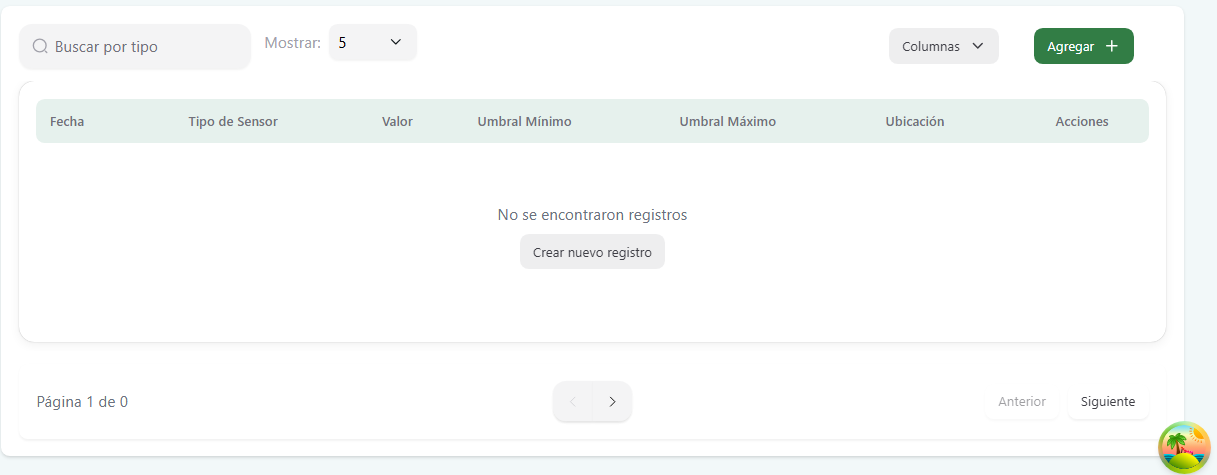 Buscar por tipo Mostrar: 5 Columnas Agregar
Fecha Tipo de Sensor Valor Umbral Mínimo Umbral Máximo Ubicación Acciones
No se encontraron registros
Crear nuevo registro
Página 1 de 0 Anterior Siguiente